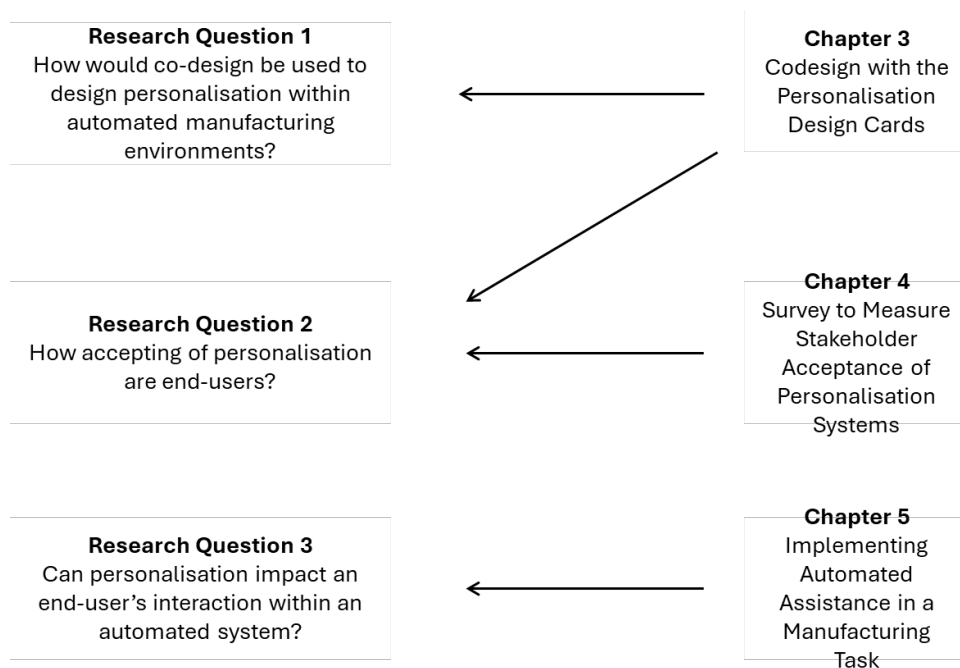 Research Question 1
How would co-design be used to
design personalisation within
automated manufacturing
environments?
Chapter 3
Codesign with the
Personalisation
Design Cards
Research Question 2
How accepting of personalisation
are end-users?
Chapter 4
Survey to Measure
Stakeholder
Acceptance of
Personalisation
Systems
Research Question 3
Can personalisation impact an
end-user’s interaction within an
automated system?
Chapter 5
Implementing
Automated
Assistance in a
Manufacturing
Task